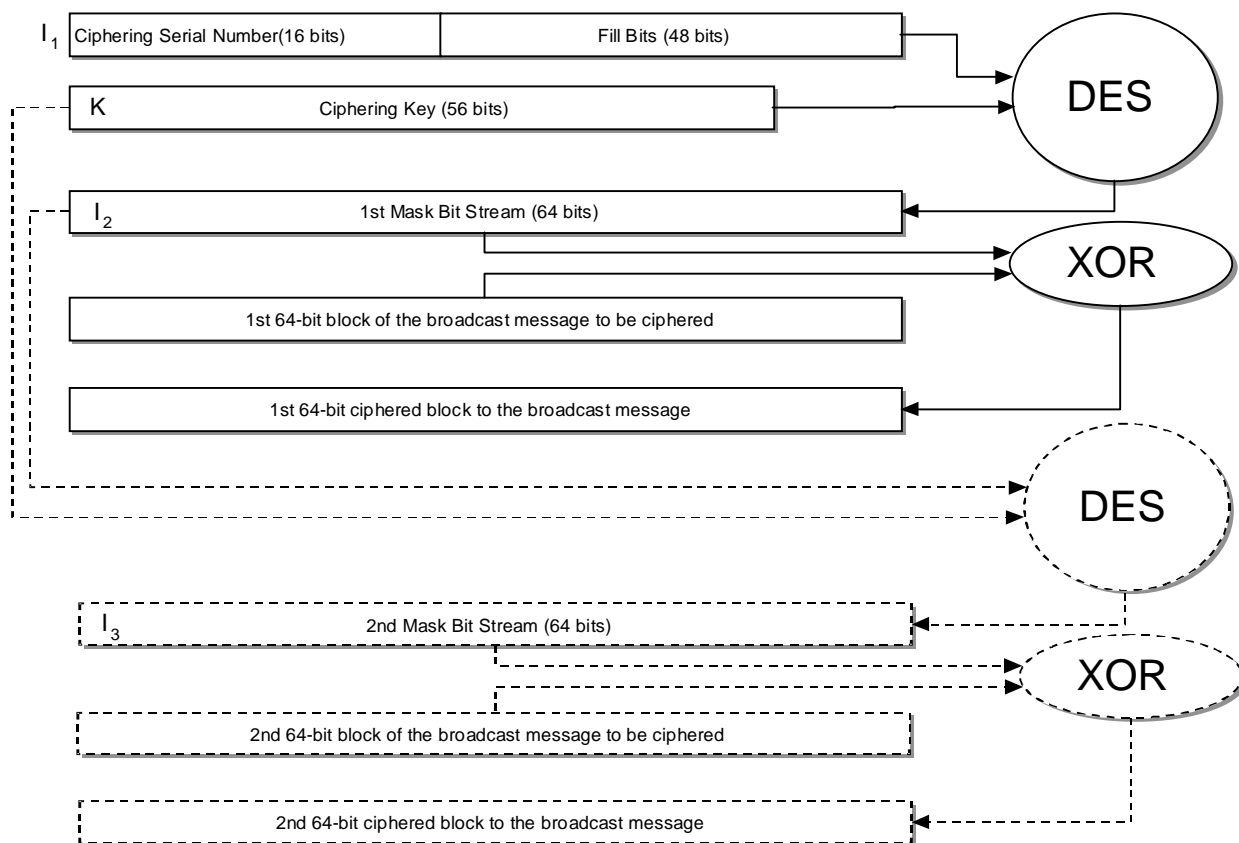 I1 Ciphering Serial Number(16 bits) Fill Bits (48 bits)
DES
K Ciphering Key (56 bits)
I2 1st Mask Bit Stream (64 bits)
XOR
1st 64-bit block of the broadcast message to be ciphered
1st 64-bit ciphered block to the broadcast message
DES
I3 2nd Mask Bit Stream (64 bits)
XOR
2nd 64-bit block of the broadcast message to be ciphered
2nd 64-bit ciphered block to the broadcast message